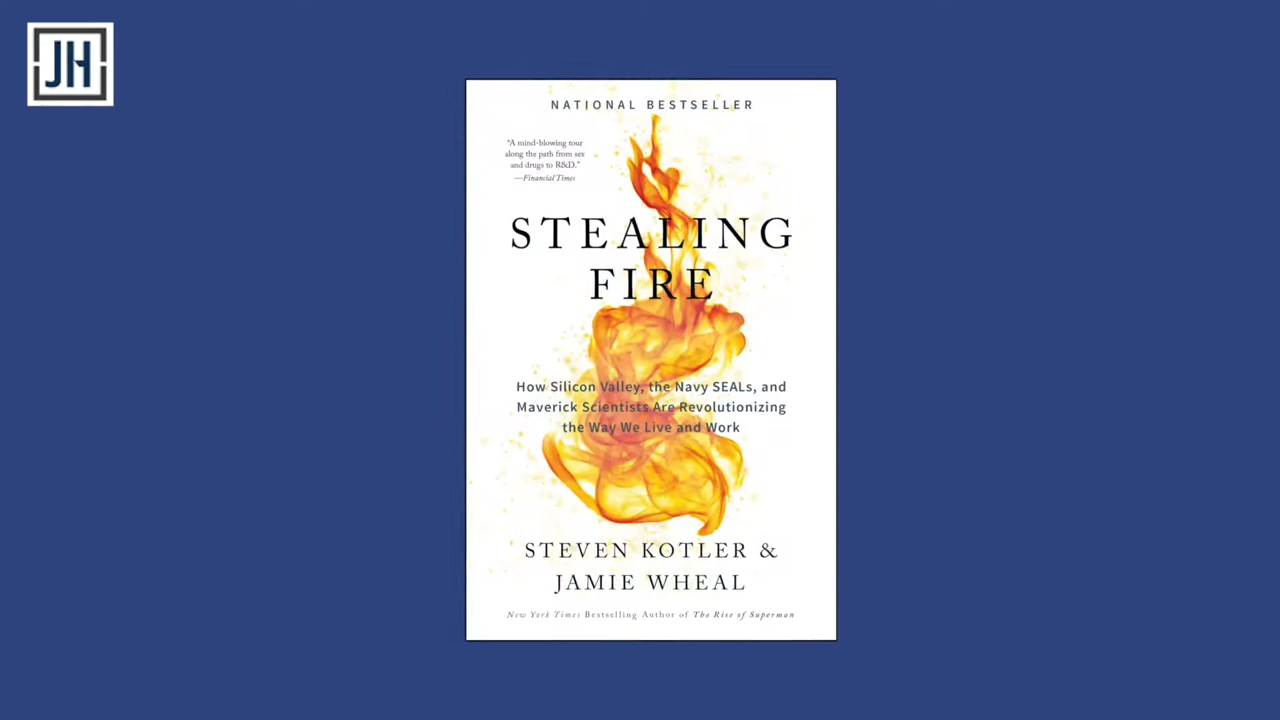 JH
NATIONAL BESTSELLER
"A mind-blowing tour
along the path from sex
and drugs to R&D."
—Financial Times
STEALING
FIRE
How Silicon Valley, the Navy SEALs, and
Maverick Scientists Are Revolutionizing
the Way We Live and Work
STEVEN KOTLER &
JAMIE WHEAL
New York Times Bestselling Author of The Rise of Superman